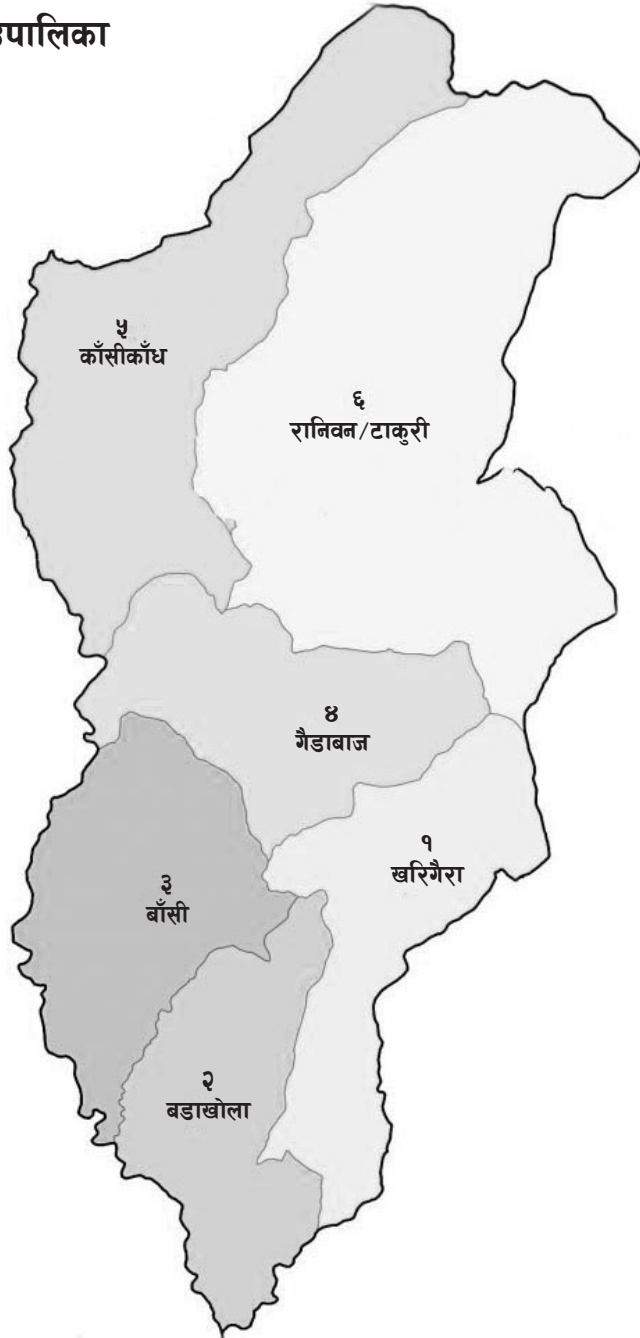 ५
काँसीकाँध
६
रानिवन/टाकुरी
४
गैडाबाज
१
खरिगैरा
३
बाँसी
२
बडाखोला